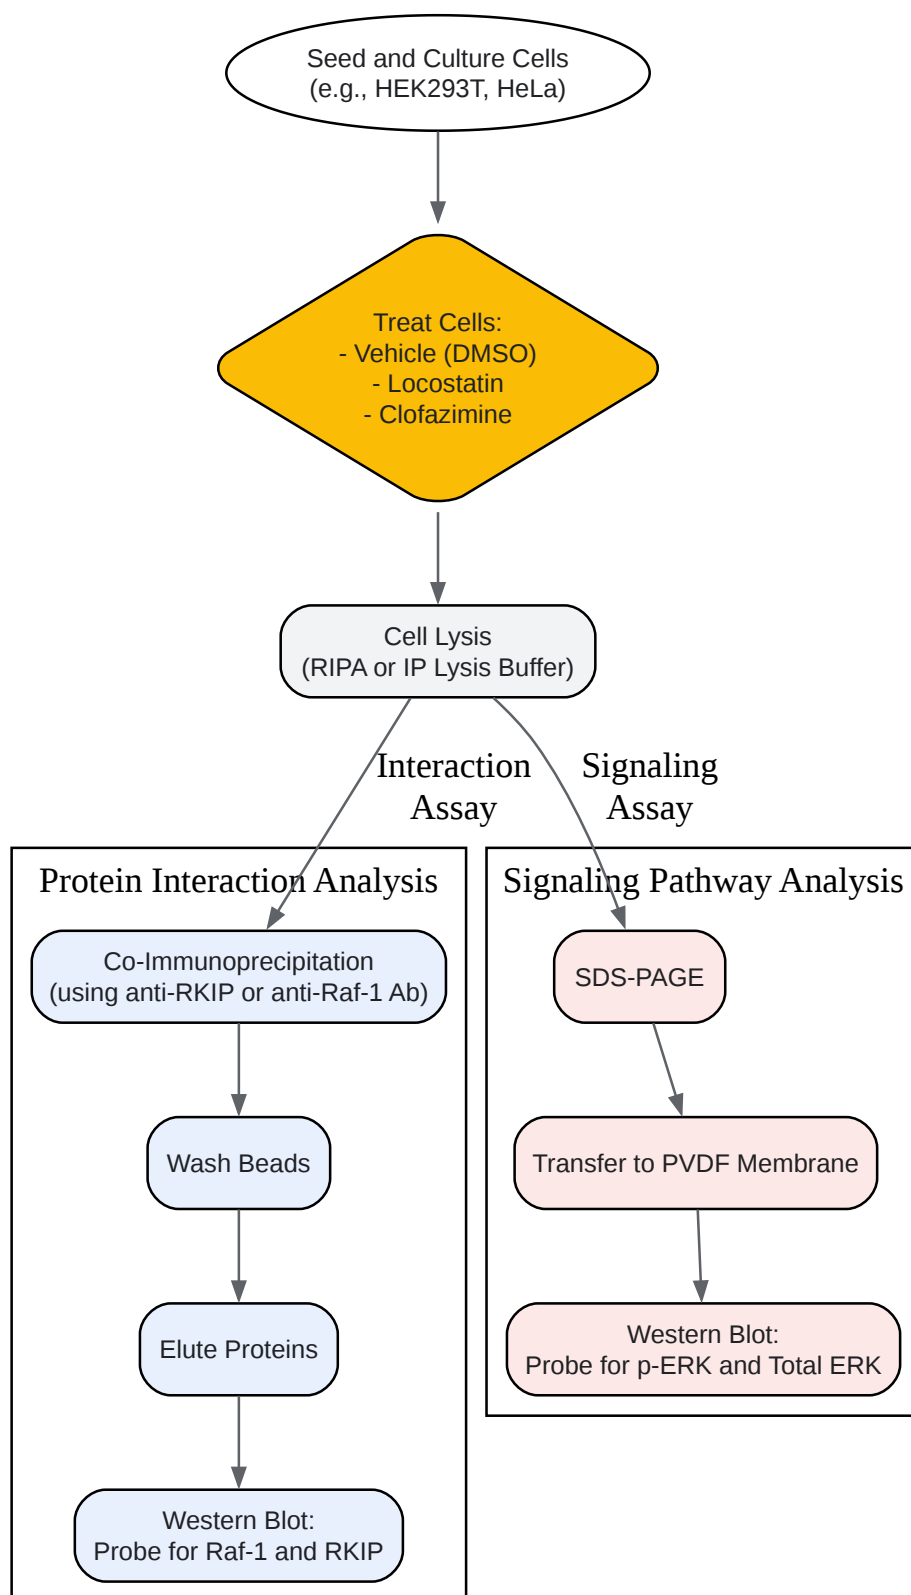 Seed and Culture Cells
(e.g., HEK293T, HeLa)
Treat Cells:
- Vehicle (DMSO)
- Locostatin
- Clofazimine
Cell Lysis
(RIPA or IP Lysis Buffer)
Interaction
Assay
Signaling
Assay
Protein Interaction Analysis
Co-Immunoprecipitation
(using anti-RKIP or anti-Raf-1 Ab)
Wash Beads
Elute Proteins
Western Blot:
Probe for Raf-1 and RKIP
Signaling Pathway Analysis
SDS-PAGE
Transfer to PVDF Membrane
Western Blot:
Probe for p-ERK and Total ERK